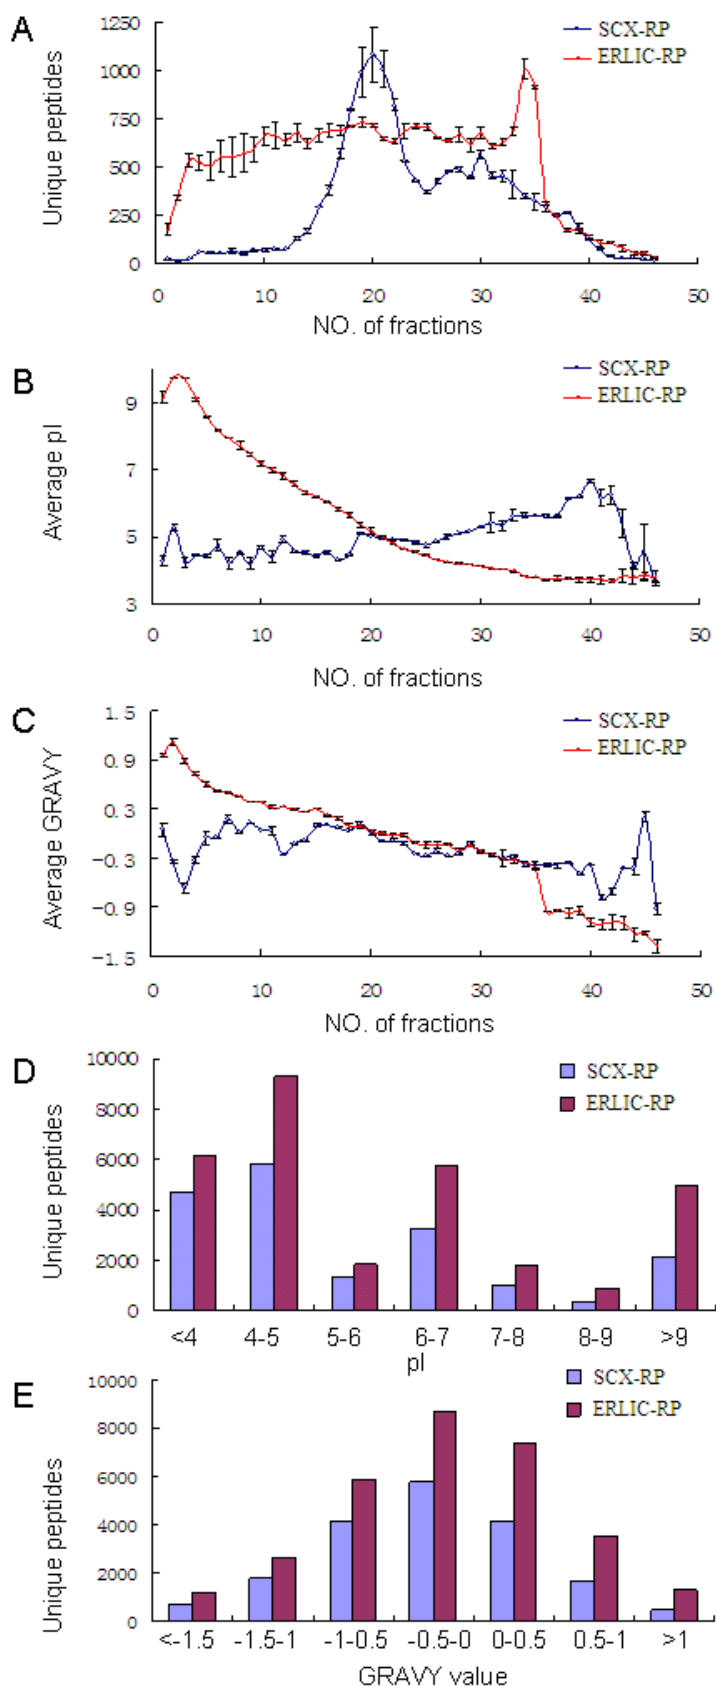 A
1250
1000
750
500
250
0
Unique peptides
SCX-RP
ERLIC-RP
0 10 20 30 40 50
NO. of fractions
B
9
7
5
3
Average pI
SCX-RP
ERLIC-RP
0 10 20 30 40 50
NO. of fractions
C
1.5
0.9
0.3
-0.3
-0.9
-1.5
Average GRAVY
SCX-RP
ERLIC-RP
0 10 20 30 40 50
NO. of fractions
D
10000
8000
6000
4000
2000
0
Unique peptides
SCX-RP
ERLIC-RP
<4 4-5 5-6 6-7 7-8 8-9 >9
pI
E
10000
8000
6000
4000
2000
0
Unique peptides
SCX-RP
ERLIC-RP
<-1.5 -1.5-1 -1-0.5 -0.5-0 0-0.5 0.5-1 >1
GRAVY value